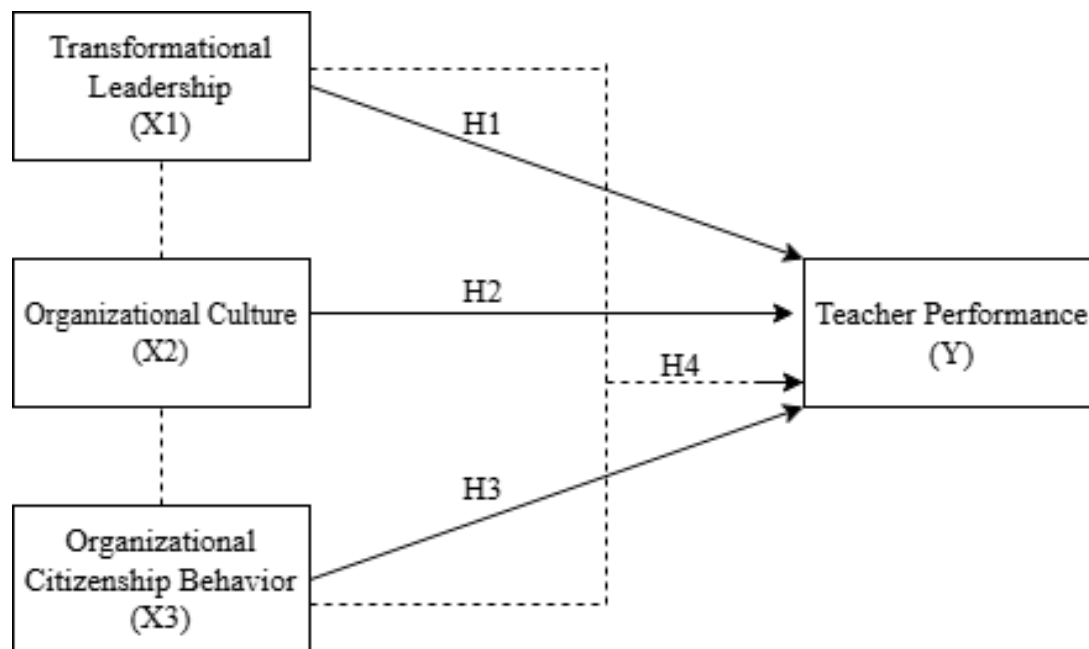 Transformational
Leadership
(X1)
H1
Organizational Culture
(X2)
H2
Teacher Performance
(Y)
H4
H3
Organizational
Citizenship Behavior
(X3)